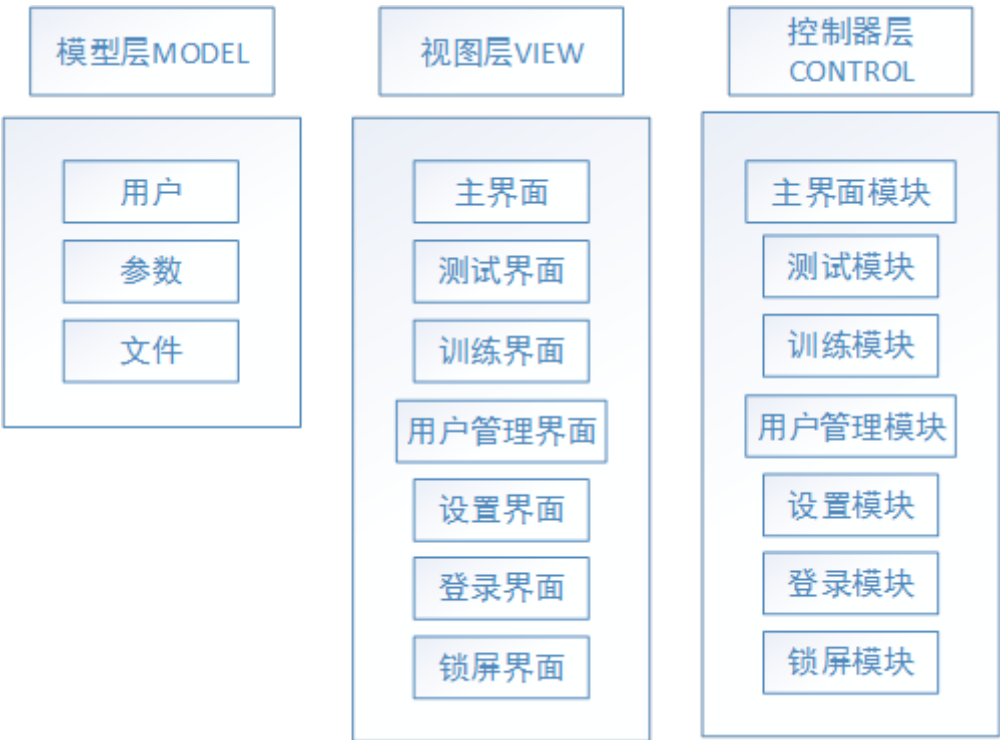 模型层MODEL
用户
参数
文件
视图层VIEW
主界面
测试界面
训练界面
用户管理界面
设置界面
登录界面
锁屏界面
控制器层
CONTROL
主界面模块
测试模块
训练模块
用户管理模块
设置模块
登录模块
锁屏模块